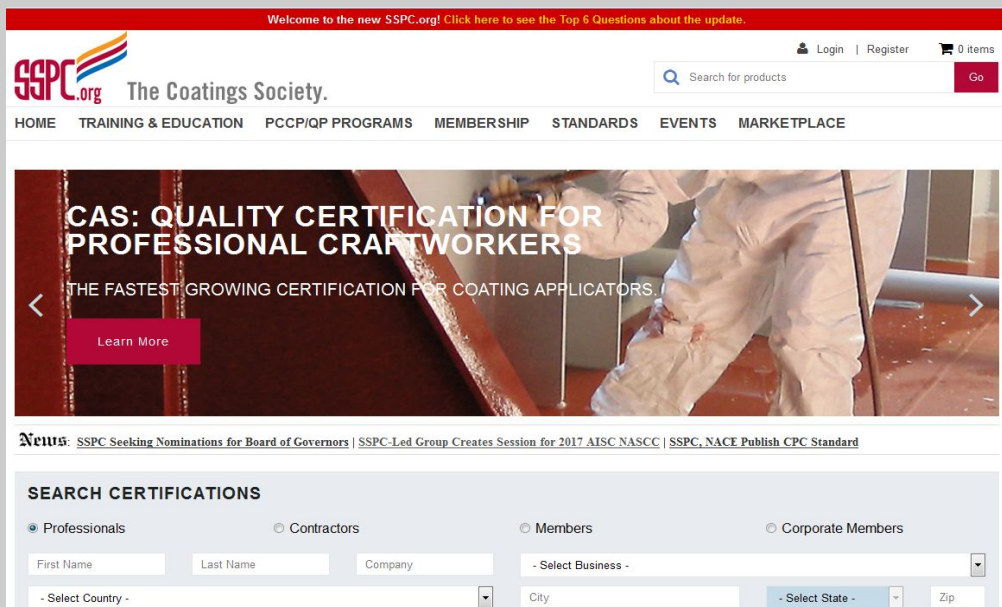 Welcome to the new SSPC.org! Click here to see the Top 6 Questions about the update.
Login | Register 0 items
SSPC.org The Coatings Society.
Search for products Go
HOME TRAINING & EDUCATION PCCP/QP PROGRAMS MEMBERSHIP STANDARDS EVENTS MARKETPLACE
CAS: QUALITY CERTIFICATION FOR
PROFESSIONAL CRAFTWORKERS
THE FASTEST GROWING CERTIFICATION FOR COATING APPLICATORS.
Learn More
News: SSPC Seeking Nominations for Board of Governors | SSPC-Led Group Creates Session for 2017 AISC NASCC | SSPC, NACE Publish CPC Standard
SEARCH CERTIFICATIONS
Professionals Contractors Members Corporate Members
First Name Last Name Company - Select Business -
- Select Country - City - Select State - Zip